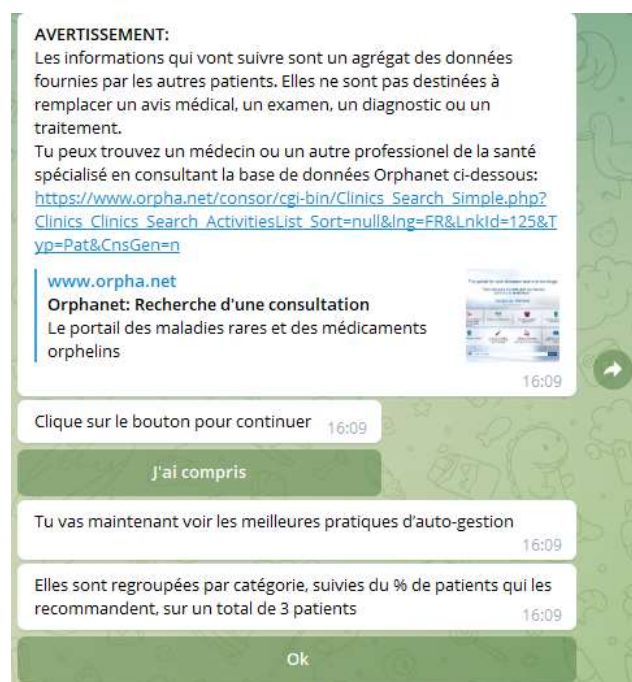 AVERTISSEMENT:
Les informations qui vont suivre sont un agrégat des données
fournies par les autres patients. Elles ne sont pas destinées à
remplacer un avis médical, un examen, un diagnostic ou un
traitement.
Tu peux trouvez un médecin ou un autre professionel de la santé
spécialisé en consultant la base de données Orphanet ci-dessous:
https://www.orpha.net/consor/cgi-bin/Clinics_Search_Simple.php?
Clinics_Clinics_Search_ActivitiesList_Sort=null&lng=FR&LnkId=125&T
yp=Pat&CnsGen=n
www.orpha.net
Orphanet: Recherche d'une consultation
Le portail des maladies rares et des médicaments
orphelins
16:09
Clique sur le bouton pour continuer 16:09
J'ai compris
Tu vas maintenant voir les meilleures pratiques d’auto-gestion
16:09
Elles sont regroupées par catégorie, suivies du % de patients qui les
recommandent, sur un total de 3 patients 16:09
Ok